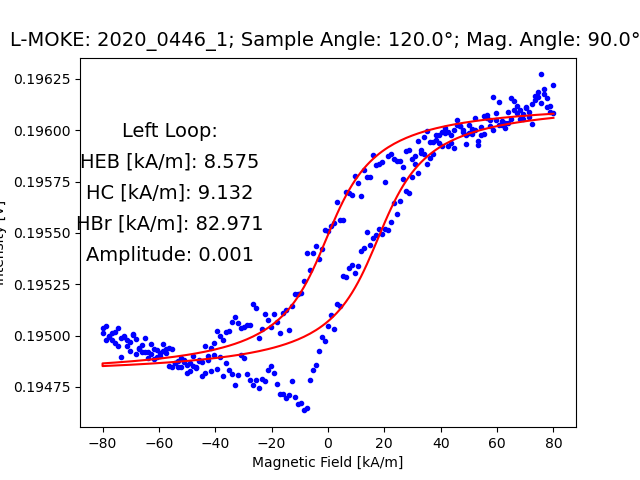 L-MOKE: 2020_0446_1; Sample Angle: 120.0°; Mag. Angle: 90.0°
0.19625
0.19600
0.19575
0.19550
0.19525
0.19500
0.19475
Intensity [V]
Left Loop:
HEB [kA/m]: 8.575
HC [kA/m]: 9.132
HBr [kA/m]: 82.971
Amplitude: 0.001
−80 −60 −40 −20 0 20 40 60 80
Magnetic Field [kA/m]